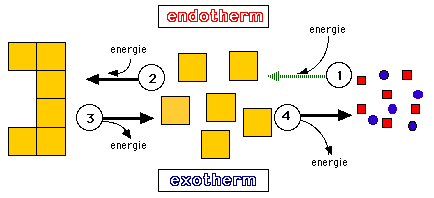 endotherm
energie
energie
1
2
3
4
energie
energie
exotherm